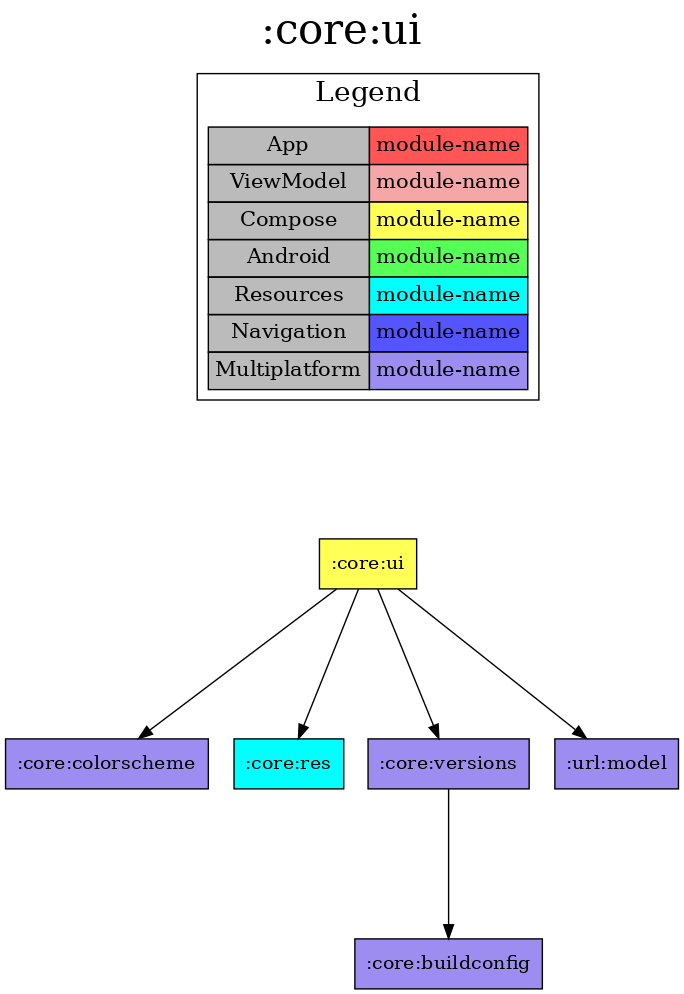 :core:ui
Legend
App module-name
ViewModel module-name
Compose module-name
Android module-name
Resources module-name
Navigation module-name
Multiplatform module-name
:core:ui
:core:colorscheme :core:res :core:versions :url:model
:core:buildconfig